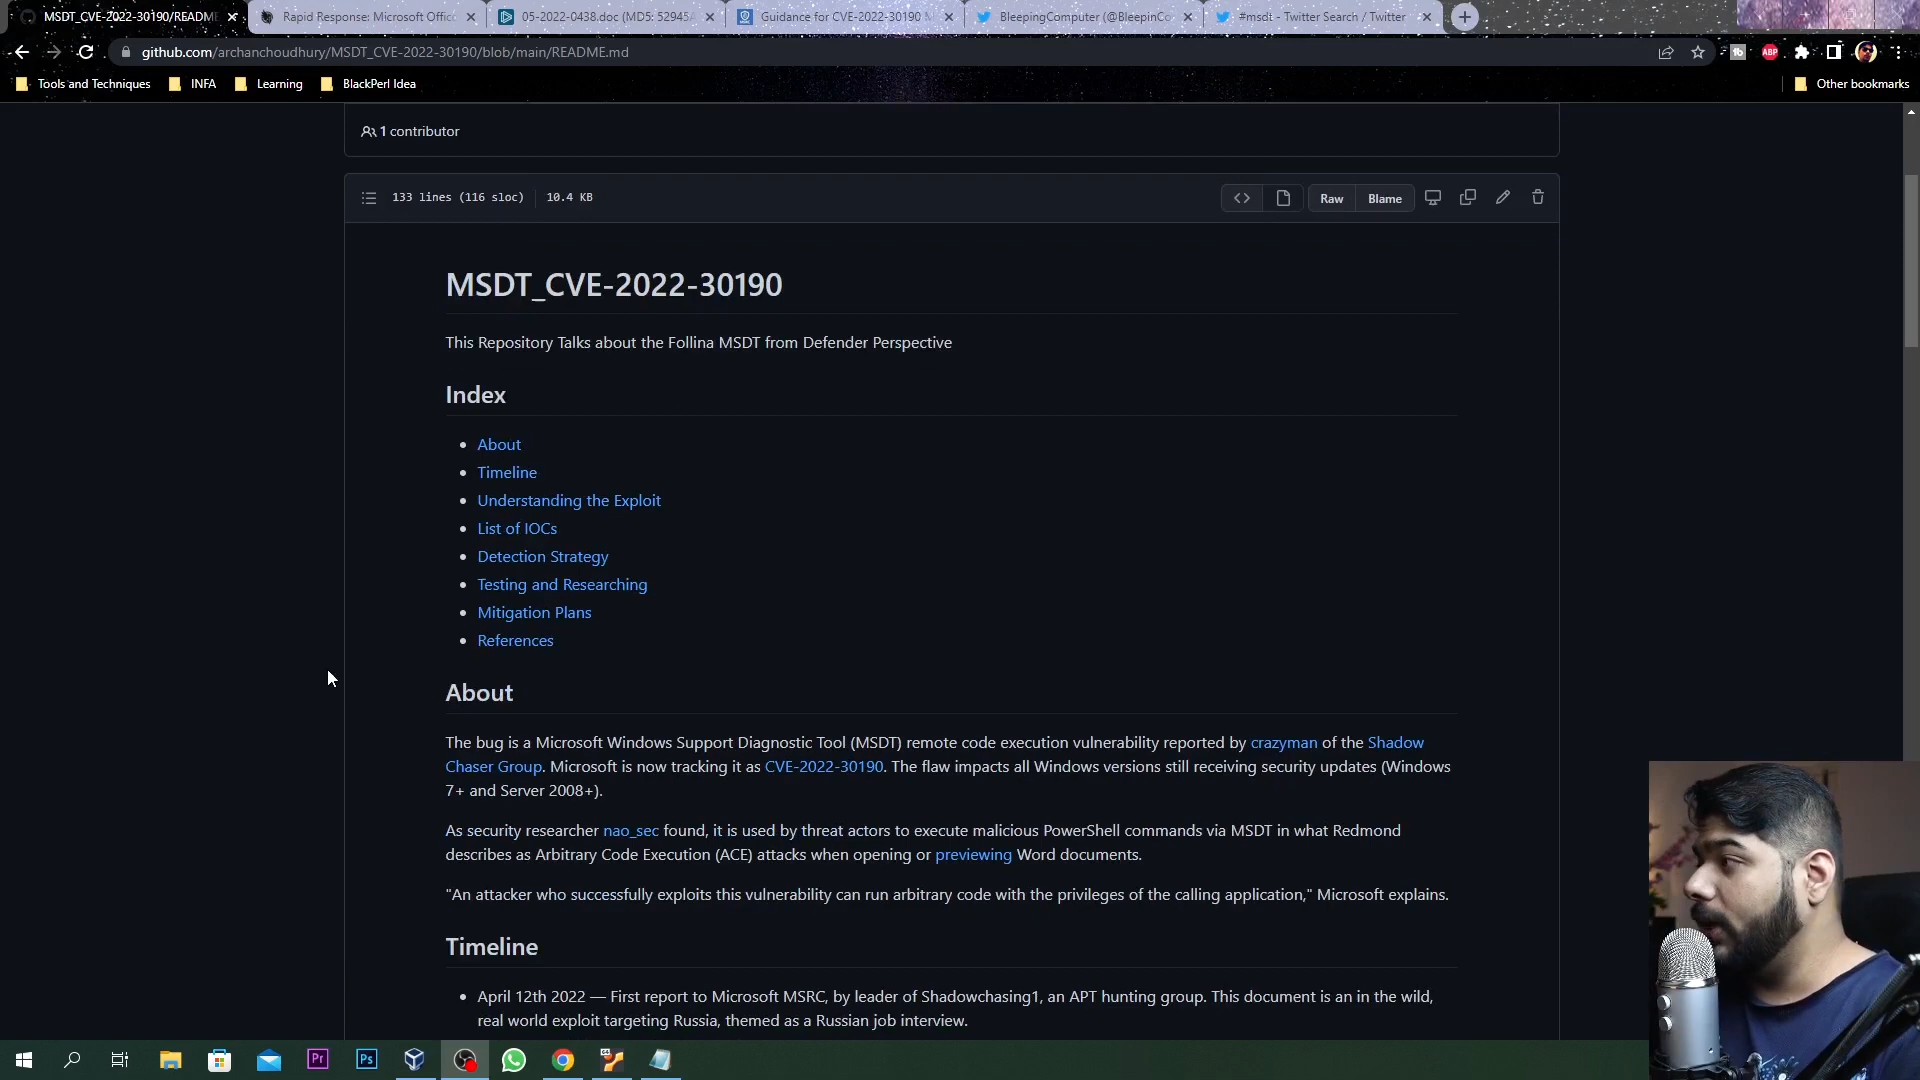 MSDT_CVE-2022-30190/README
Rapid Response: Microsoft Offic
05-2022-0438.doc (MD5: 52945A
Guidance for CVE-2022-30190 M
BleepingComputer (@BleepinCo
#msdt - Twitter Search / Twitter
github.com/archanchoudhury/MSDT_CVE-2022-30190/blob/main/README.md
ABP
Tools and Techniques
INFA
Learning
BlackPerl Idea
Other bookmarks
1 contributor
133 lines (116 sloc)
10.4 KB
Raw
Blame
MSDT_CVE-2022-30190
This Repository Talks about the Follina MSDT from Defender Perspective
Index
• About
• Timeline
• Understanding the Exploit
• List of IOCs
• Detection Strategy
• Testing and Researching
• Mitigation Plans
• References
About
The bug is a Microsoft Windows Support Diagnostic Tool (MSDT) remote code execution vulnerability reported by crazyman of the Shadow
Chaser Group. Microsoft is now tracking it as CVE-2022-30190. The flaw impacts all Windows versions still receiving security updates (Windows
7+ and Server 2008+).
As security researcher nao_sec found, it is used by threat actors to execute malicious PowerShell commands via MSDT in what Redmond
describes as Arbitrary Code Execution (ACE) attacks when opening or previewing Word documents.
"An attacker who successfully exploits this vulnerability can run arbitrary code with the privileges of the calling application," Microsoft explains.
Timeline
• April 12th 2022 — First report to Microsoft MSRC, by leader of Shadowchasing1, an APT hunting group. This document is an in the wild,
real world exploit targeting Russia, themed as a Russian job interview.
Pr
Ps